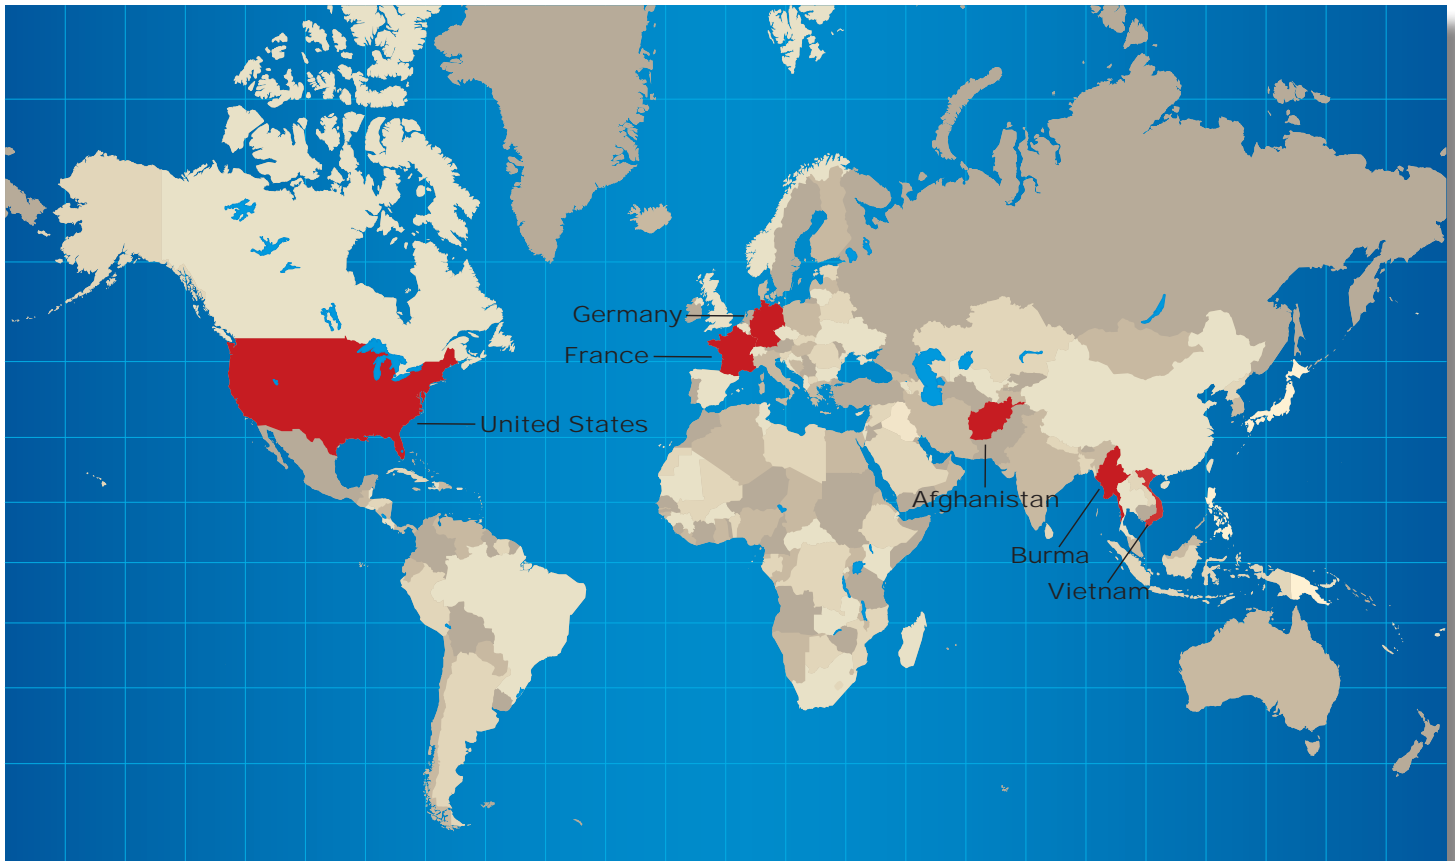 Germany
France
United States
Afghanistan
Burma
Vietnam